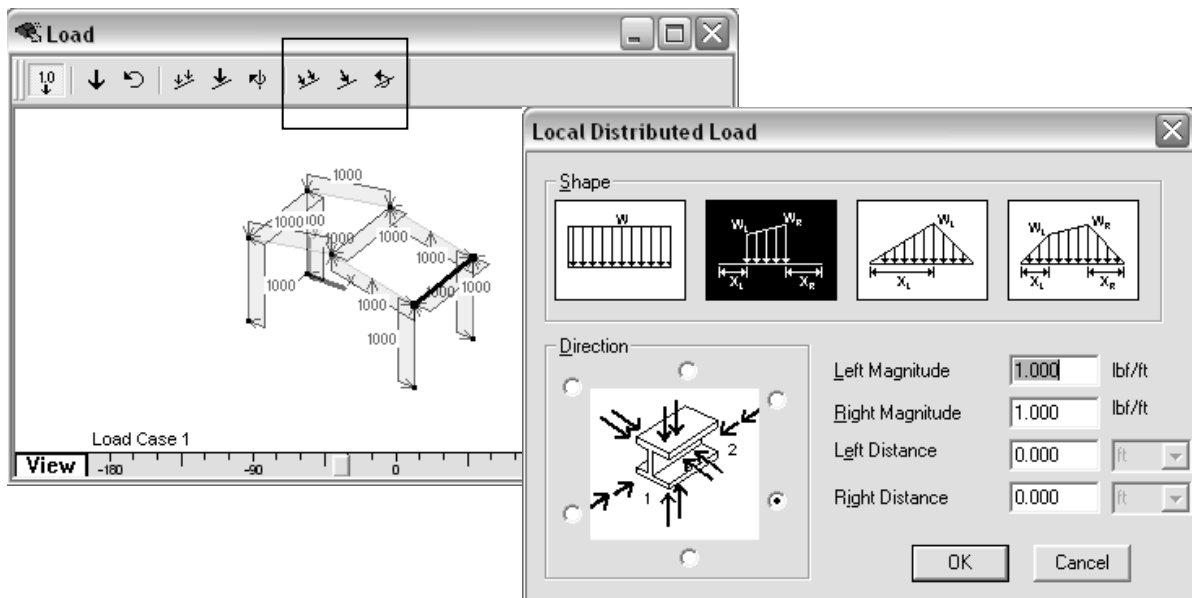 Load
1.0
1000
1000
00
1000
1000
1000
1000
1000
1000
1000
Load Case 1
View
-180
-90
0
Local Distributed Load
Shape
W
WL
WR
XL
XR
WL
XL
WL
WR
XL
XR
Direction
2
1
Left Magnitude 1.000 lbf/ft
Right Magnitude 1.000 lbf/ft
Left Distance 0.000 ft
Right Distance 0.000 ft
OK Cancel